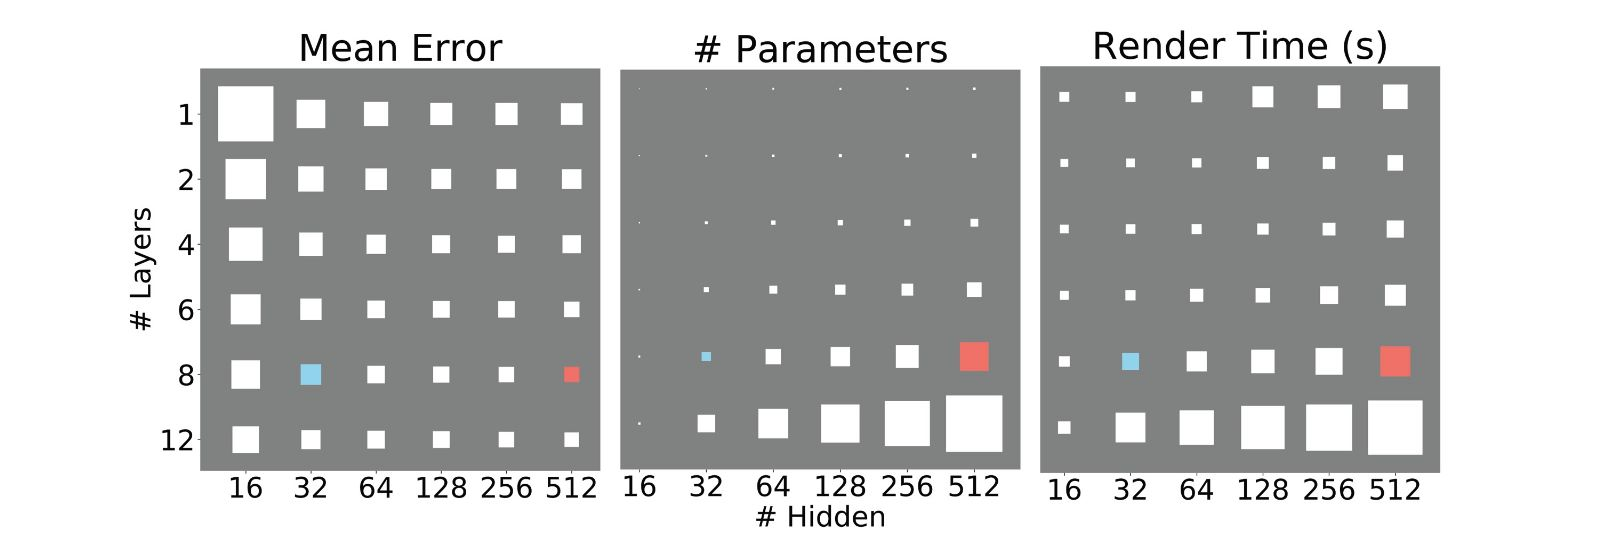 Mean Error
# Parameters
Render Time (s)
# Layers
1
2
4
6
8
12
16 32 64 128 256 512
16 32 64 128 256 512
16 32 64 128 256 512
# Hidden